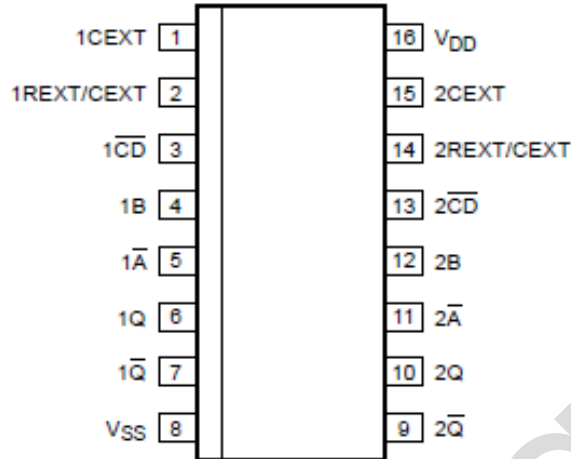 1CEXT 1 16 VDD
1REXT/CEXT 2 15 2CEXT
1C̅D̅ 3 14 2REXT/CEXT
1B 4 13 2C̅D̅
1A̅ 5 12 2B
1Q 6 11 2A̅
1Q̅ 7 10 2Q
VSS 8 9 2Q̅